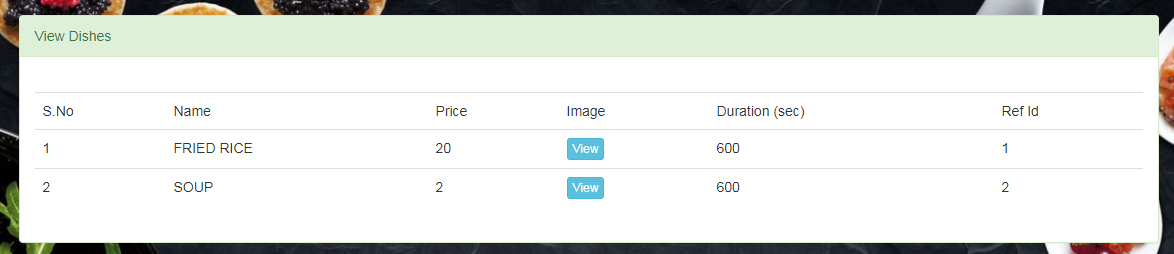 View Dishes
S.No Name Price Image Duration (sec) Ref Id
1 FRIED RICE 20 View 600 1
2 SOUP 2 View 600 2